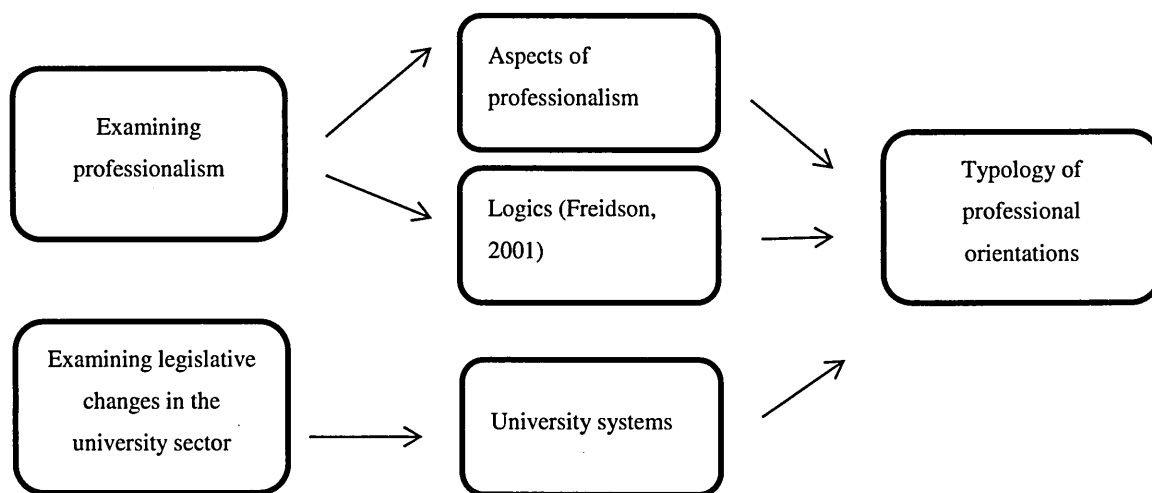 Examining
professionalism
Aspects of
professionalism
Logics (Freidson,
2001)
Typology of
professional
orientations
Examining legislative
changes in the
university sector
University systems